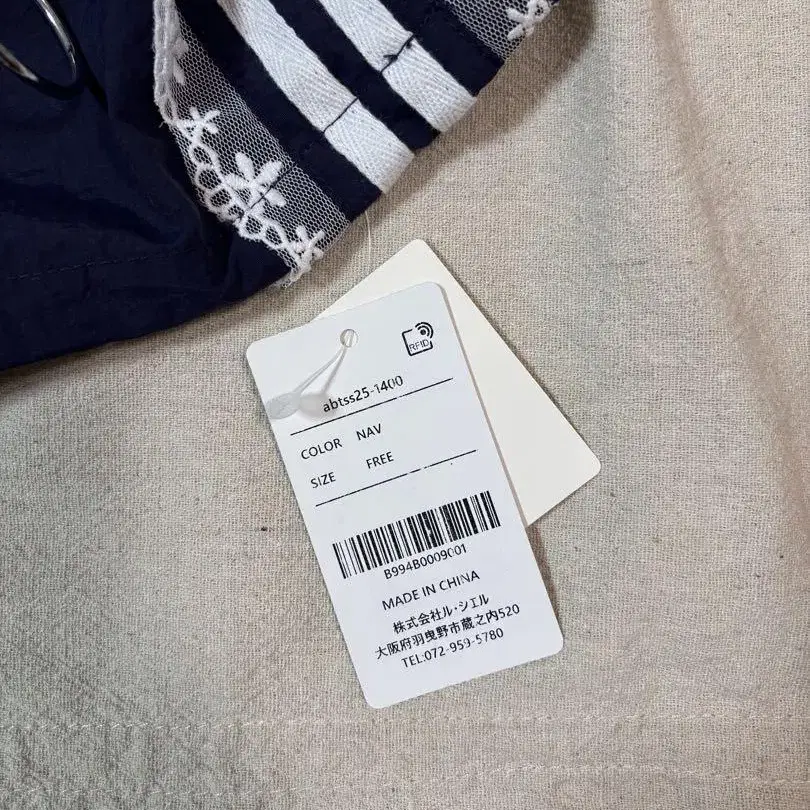 RFID
abtss25-1400
COLOR NAV
SIZE FREE
B994B0009001
MADE IN CHINA
株式会社ル・シエル
大阪府羽曳野市蔵之内520
TEL:072-959-5780